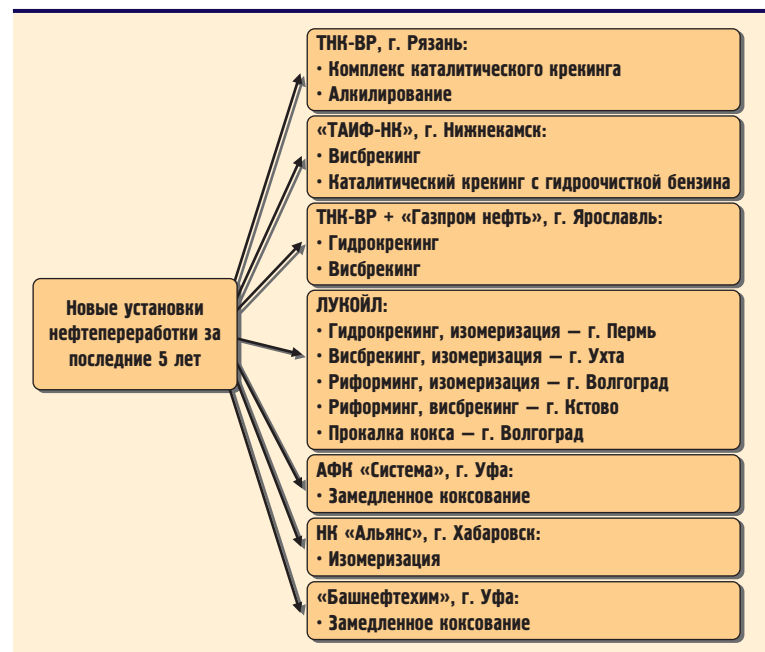 ТНК-ВР, г. Рязань:
• Комплекс каталитического крекинга
• Алкилирование
«ТАИФ-НК», г. Нижнекамск:
• Висбрекинг
• Каталитический крекинг с гидроочисткой бензина
ТНК-ВР + «Газпром нефть», г. Ярославль:
• Гидрокрекинг
• Висбрекинг
Новые установки
нефтепереработки за
последние 5 лет
ЛУКОЙЛ:
• Гидрокрекинг, изомеризация — г. Пермь
• Висбрекинг, изомеризация — г. Ухта
• Риформинг, изомеризация — г. Волгоград
• Риформинг, висбрекинг — г. Кстово
• Прокалка кокса — г. Волгоград
АФК «Система», г. Уфа:
• Замедленное коксование
НК «Альянс», г. Хабаровск:
• Изомеризация
«Башнефтехим», г. Уфа:
• Замедленное коксование